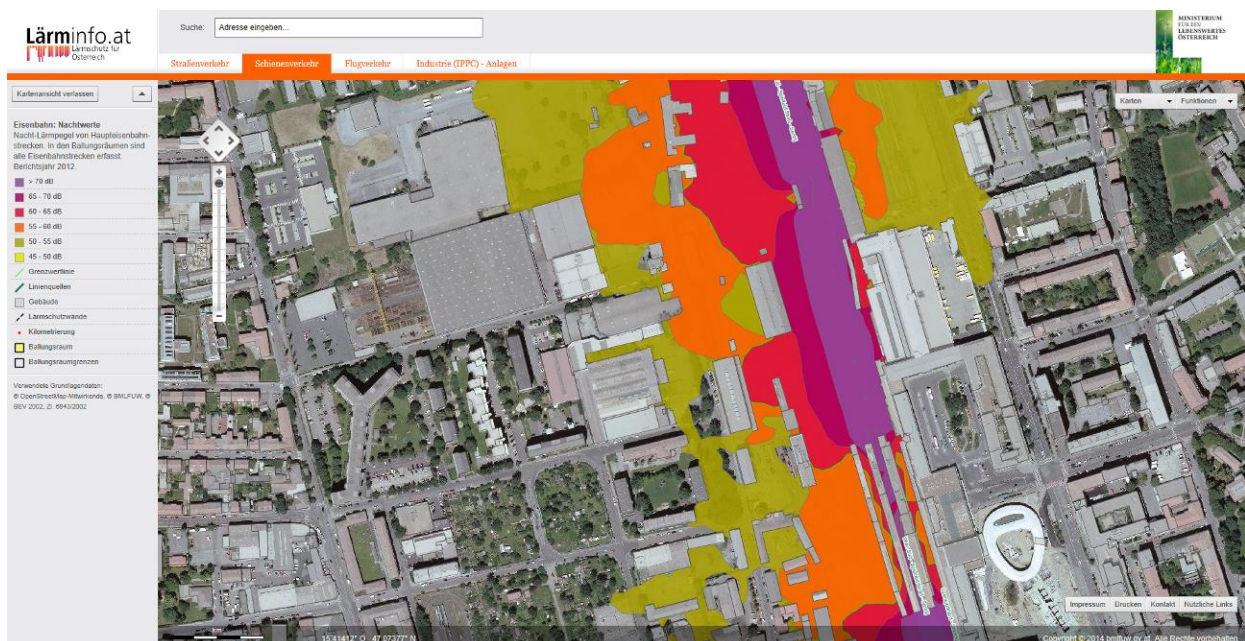 Lärminfo.at
Lärmschutz für
Österreich
Suche: Adresse eingeben...
MINISTERIUM
FÜR EIN
LEBENSWERTES
ÖSTERREICH
Straßenverkehr Schienenverkehr Flugverkehr Industrie (IPPC) - Anlagen
Kartenansicht verlassen
Karten Funktionen
Eisenbahn: Nachtwerte
Nacht-Lärmpegel von Haupteisenbahn-
strecken. In den Ballungsräumen sind
alle Eisenbahnstrecken erfasst.
Berichtsjahr 2012.
> 70 dB
65 - 70 dB
60 - 65 dB
55 - 60 dB
50 - 55 dB
45 - 50 dB
Grenzwertlinie
Linienquellen
Gebäude
Lärmschutzwände
Kilometrierung
Ballungsraum
Ballungsraumgrenzen
Verwendete Grundlagendaten:
© OpenStreetMap-Mitwirkende, © BMLFUW, ©
BEV 2002, Zl. 6643/2002
Impressum Drucken Kontakt Nützliche Links
15.41412° O 47.07377° N
Copyright © 2014 bmlfuw.gv.at. Alle Rechte vorbehalten